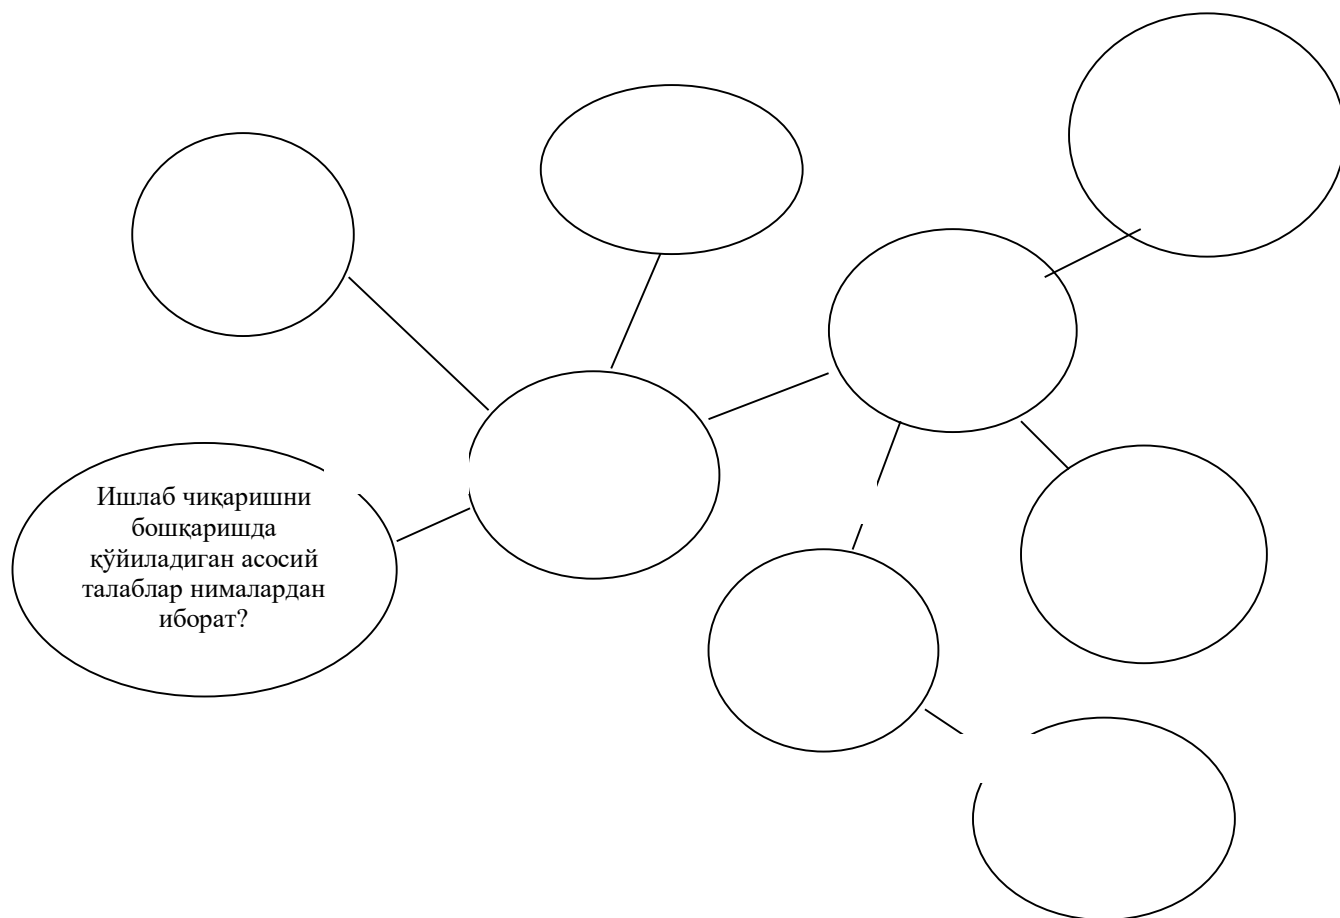 Ишлаб чиқаришни
бошқаришда
қўйиладиган асосий
талаблар нималардан
иборат?